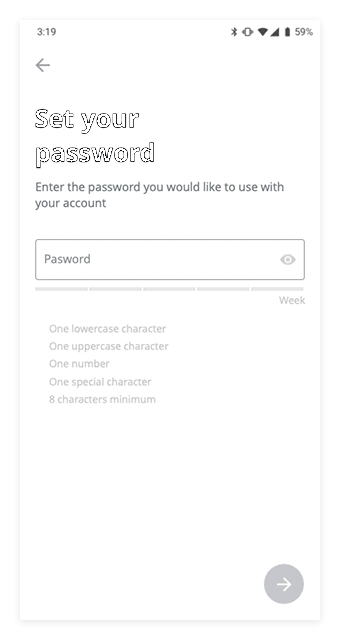 3:19 59%
Set your
password
Enter the password you would like to use with
your account
Pasword
Week
One lowercase character
One uppercase character
One number
One special character
8 characters minimum